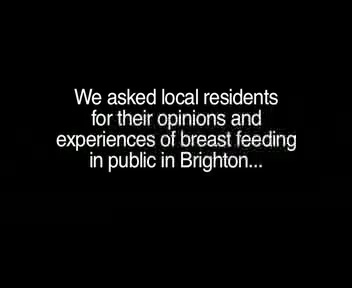 We asked local residents
for their opinions and
experiences of breast feeding
in public in Brighton...